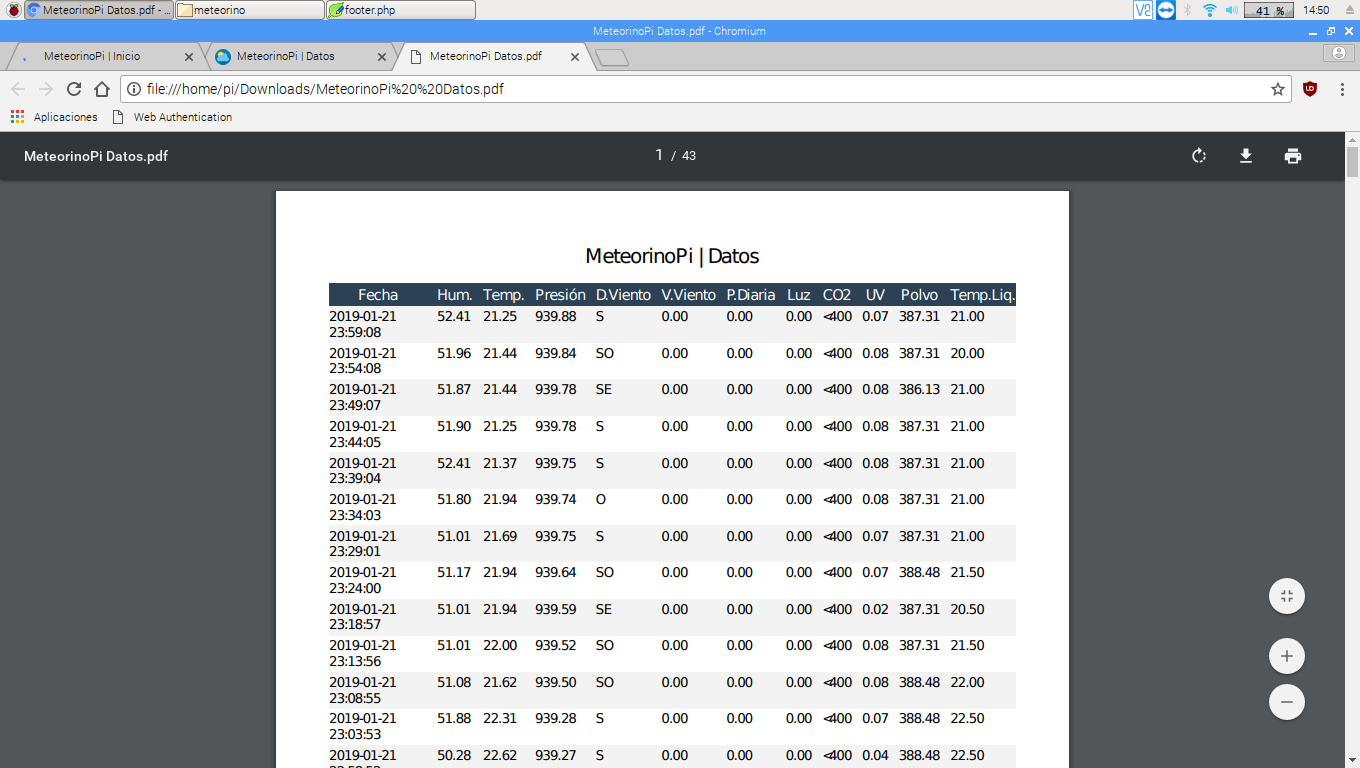 MeteorinoPi Datos.pdf - ...
meteorino
footer.php
41 %
14:50
MeteorinoPi Datos.pdf - Chromium
MeteorinoPi | Inicio
MeteorinoPi | Datos
MeteorinoPi Datos.pdf
file:///home/pi/Downloads/MeteorinoPi%20%20Datos.pdf
Aplicaciones
Web Authentication
MeteorinoPi Datos.pdf
1 / 43
MeteorinoPi | Datos
Fecha Hum. Temp. Presión D.Viento V.Viento P.Diaria Luz CO2 UV Polvo Temp.Liq.
2019-01-21 52.41 21.25 939.88 S 0.00 0.00 0.00 <400 0.07 387.31 21.00
23:59:08
2019-01-21 51.96 21.44 939.84 SO 0.00 0.00 0.00 <400 0.08 387.31 20.00
23:54:08
2019-01-21 51.87 21.44 939.78 SE 0.00 0.00 0.00 <400 0.08 386.13 21.00
23:49:07
2019-01-21 51.90 21.25 939.78 S 0.00 0.00 0.00 <400 0.08 387.31 21.00
23:44:05
2019-01-21 52.41 21.37 939.75 S 0.00 0.00 0.00 <400 0.08 387.31 21.00
23:39:04
2019-01-21 51.80 21.94 939.74 O 0.00 0.00 0.00 <400 0.08 387.31 21.00
23:34:03
2019-01-21 51.01 21.69 939.75 S 0.00 0.00 0.00 <400 0.07 387.31 21.00
23:29:01
2019-01-21 51.17 21.94 939.64 SO 0.00 0.00 0.00 <400 0.07 388.48 21.50
23:24:00
2019-01-21 51.01 21.94 939.59 SE 0.00 0.00 0.00 <400 0.02 387.31 20.50
23:18:57
2019-01-21 51.01 22.00 939.52 SO 0.00 0.00 0.00 <400 0.08 387.31 21.50
23:13:56
2019-01-21 51.08 21.62 939.50 SO 0.00 0.00 0.00 <400 0.08 388.48 22.00
23:08:55
2019-01-21 51.88 22.31 939.28 S 0.00 0.00 0.00 <400 0.07 388.48 22.50
23:03:53
2019-01-21 50.28 22.62 939.27 S 0.00 0.00 0.00 <400 0.04 388.48 22.50